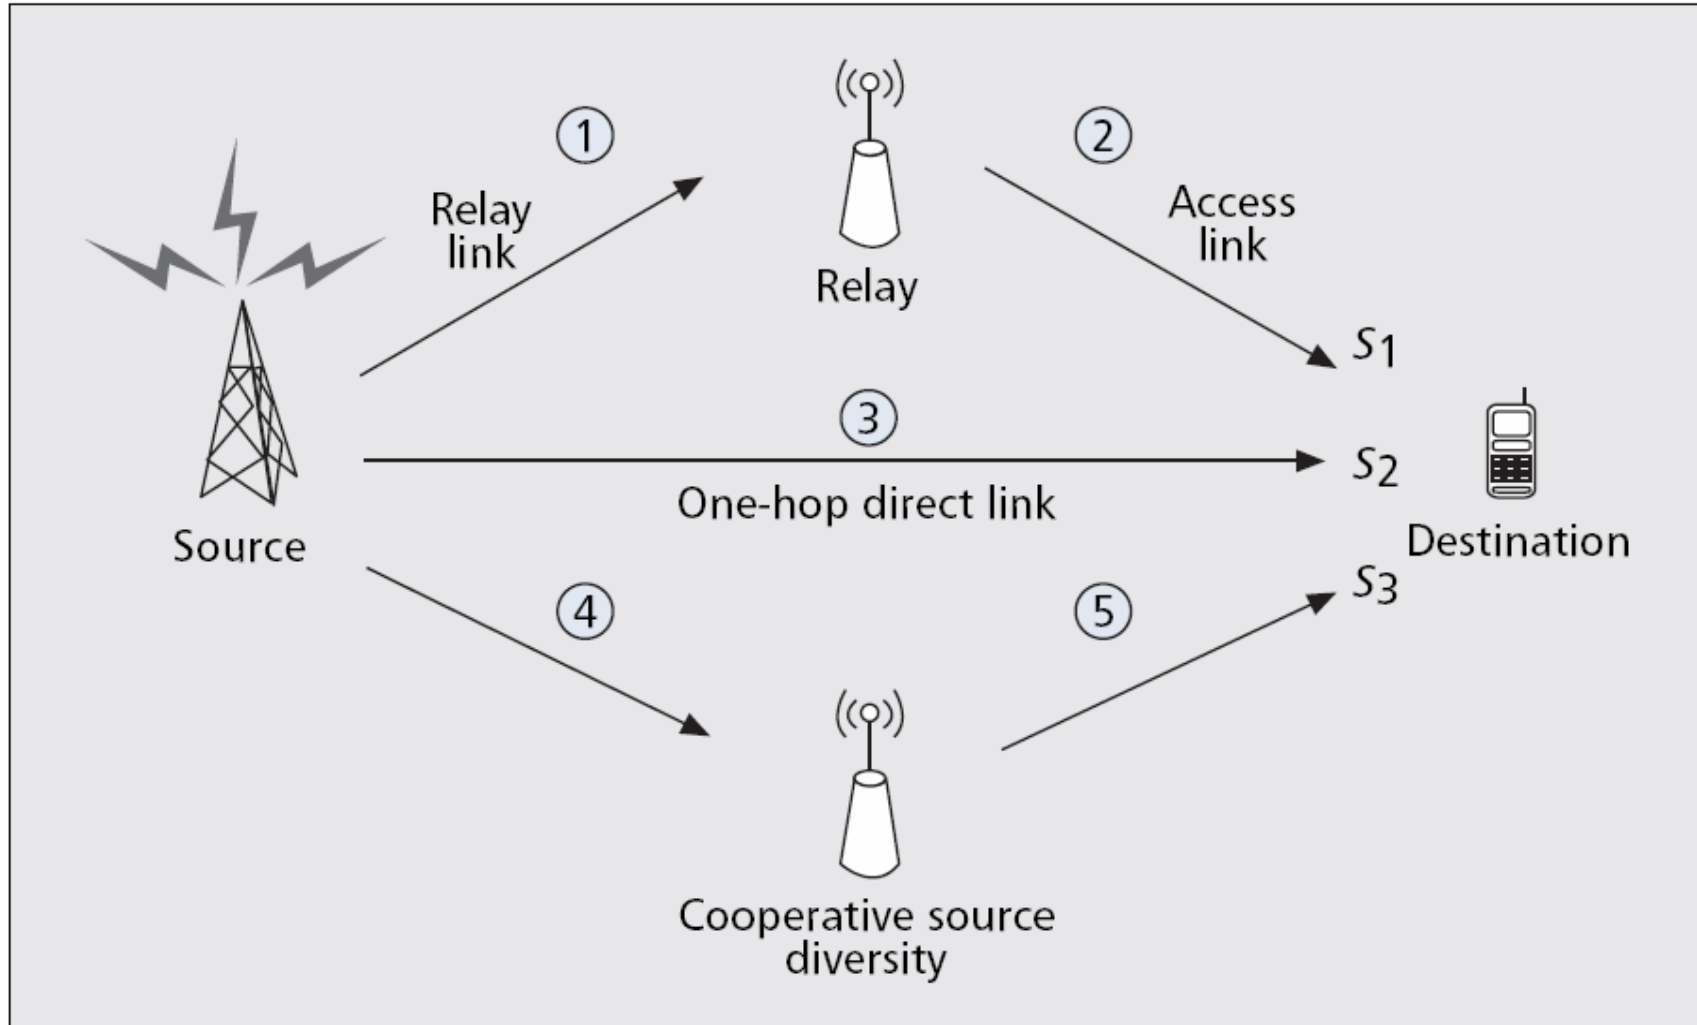 1
2
Relay
link
Access
link
Relay
S1
3
S2
One-hop direct link
Source
Destination
S3
4
5
Cooperative source
diversity